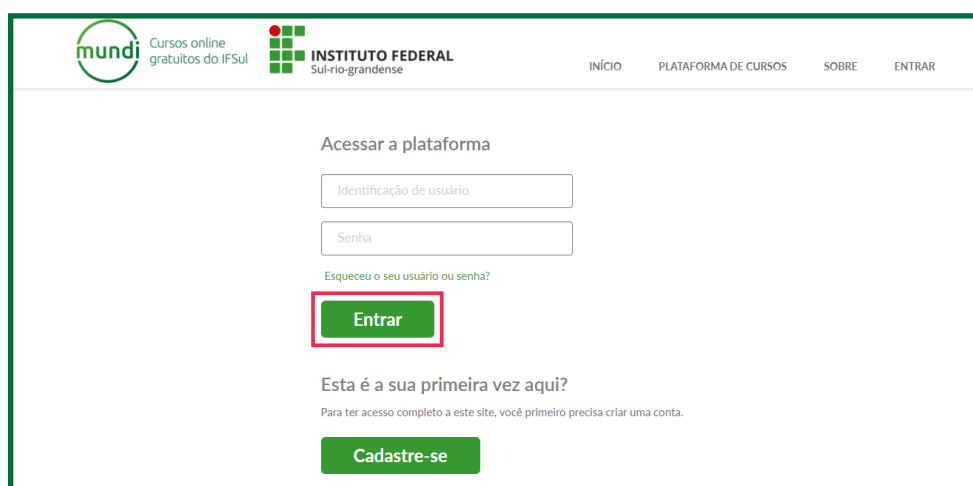 mundi
Cursos online
gratuitos do IFSul
INSTITUTO FEDERAL
Sul-rio-grandense
INÍCIO PLATAFORMA DE CURSOS SOBRE ENTRAR
Acessar a plataforma
Identificação de usuário
Senha
Esqueceu o seu usuário ou senha?
Entrar
Esta é a sua primeira vez aqui?
Para ter acesso completo a este site, você primeiro precisa criar uma conta.
Cadastre-se